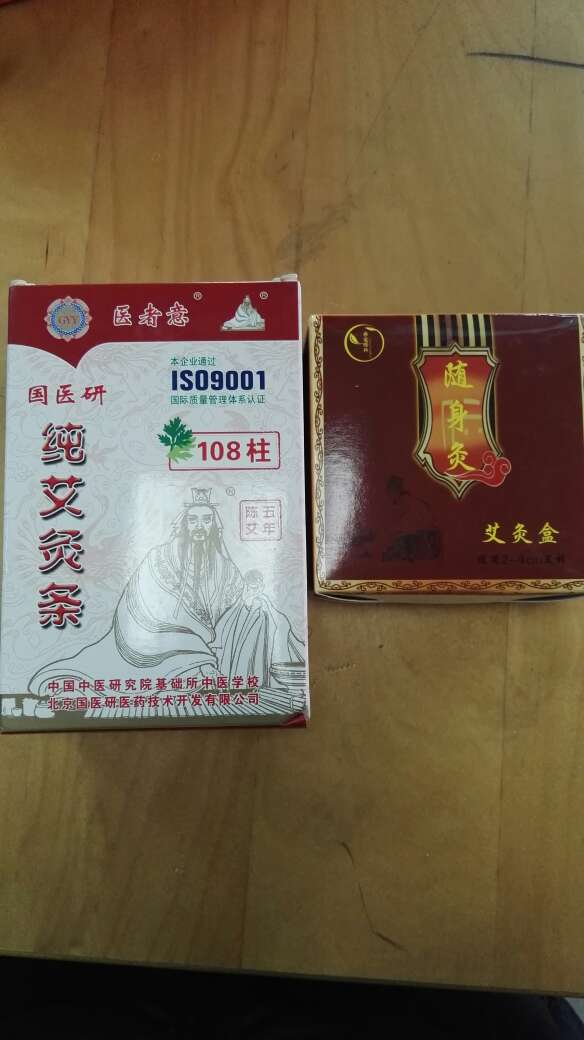 GYY
医者意® ®
本企业通过
ISO9001
国际质量管理体系认证
国医研
108柱
纯艾灸条
®
五年
陈艾
中国中医研究院基础所中医学校
北京国医研医药技术开发有限公司
随身灸
艾灸盒